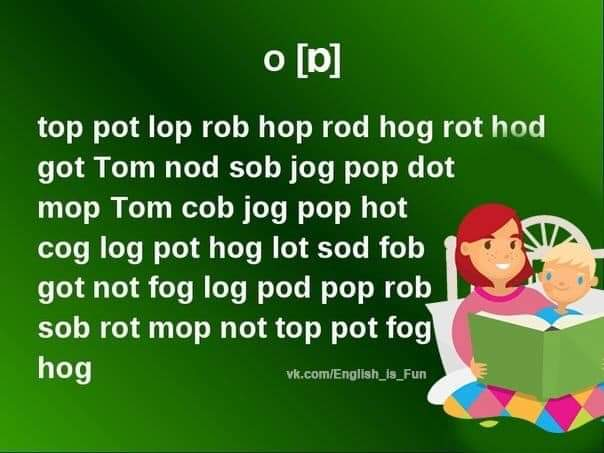 o [ɒ]
top pot lop rob hop rod hog rot hod
got Tom nod sob jog pop dot
mop Tom cob jog pop hot
cog log pot hog lot sod fob
got not fog log pod pop rob
sob rot mop not top pot fog
hog
vk.com/English_is_Fun